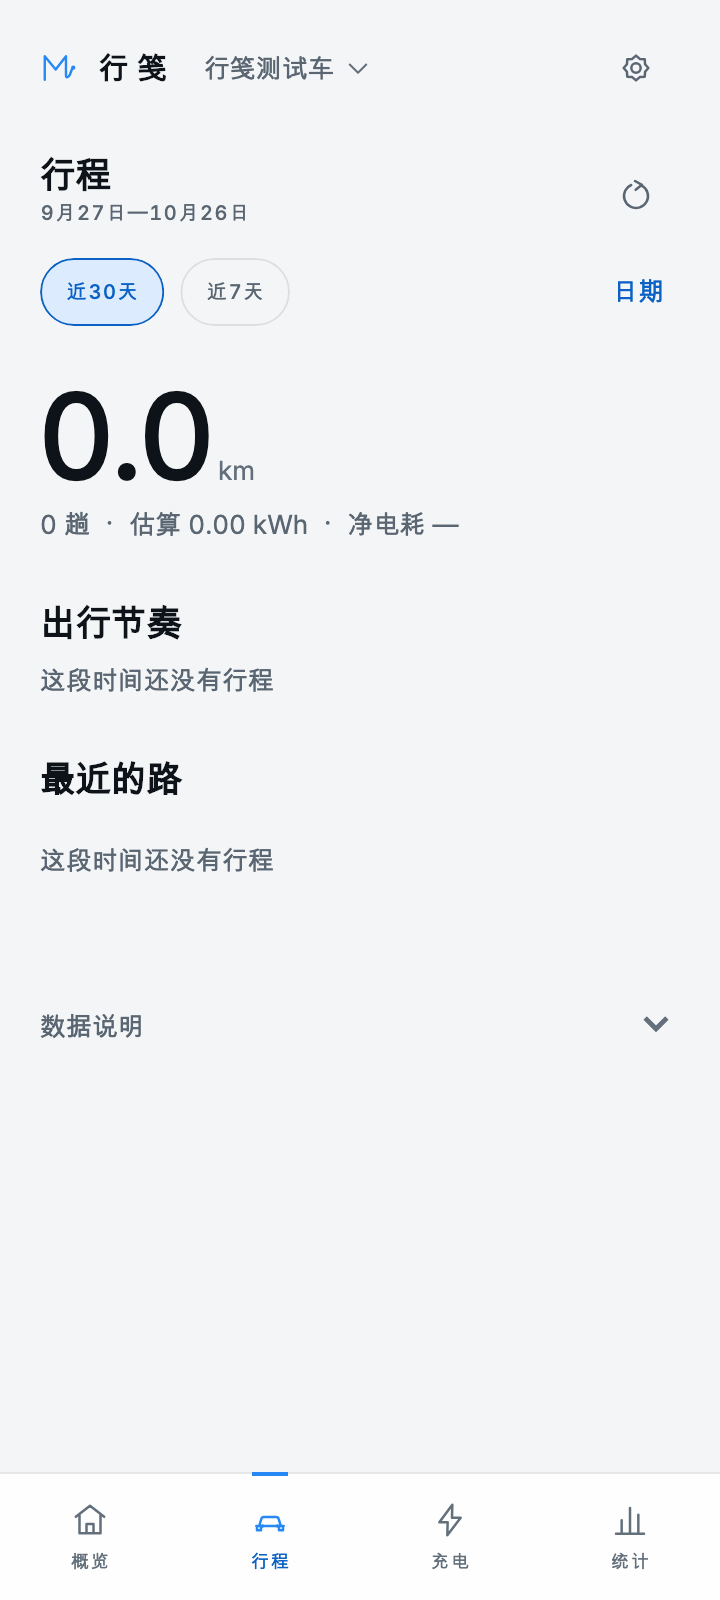 行 笺 行笺测试车
行程
9月27日—10月26日
近30天 近7天 日期
0.0 km
0 趟 · 估算 0.00 kWh · 净电耗 —
出行节奏
这段时间还没有行程
最近的路
这段时间还没有行程
数据说明
概览 行程 充电 统计